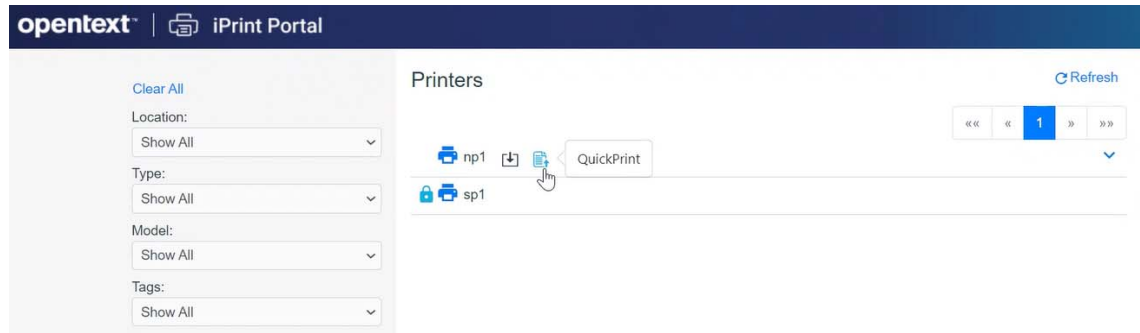 opentext™ | iPrint Portal
Clear All
Location:
Show All
Type:
Show All
Model:
Show All
Tags:
Show All
Printers
Refresh
«« « 1 » »»
np1 QuickPrint
sp1